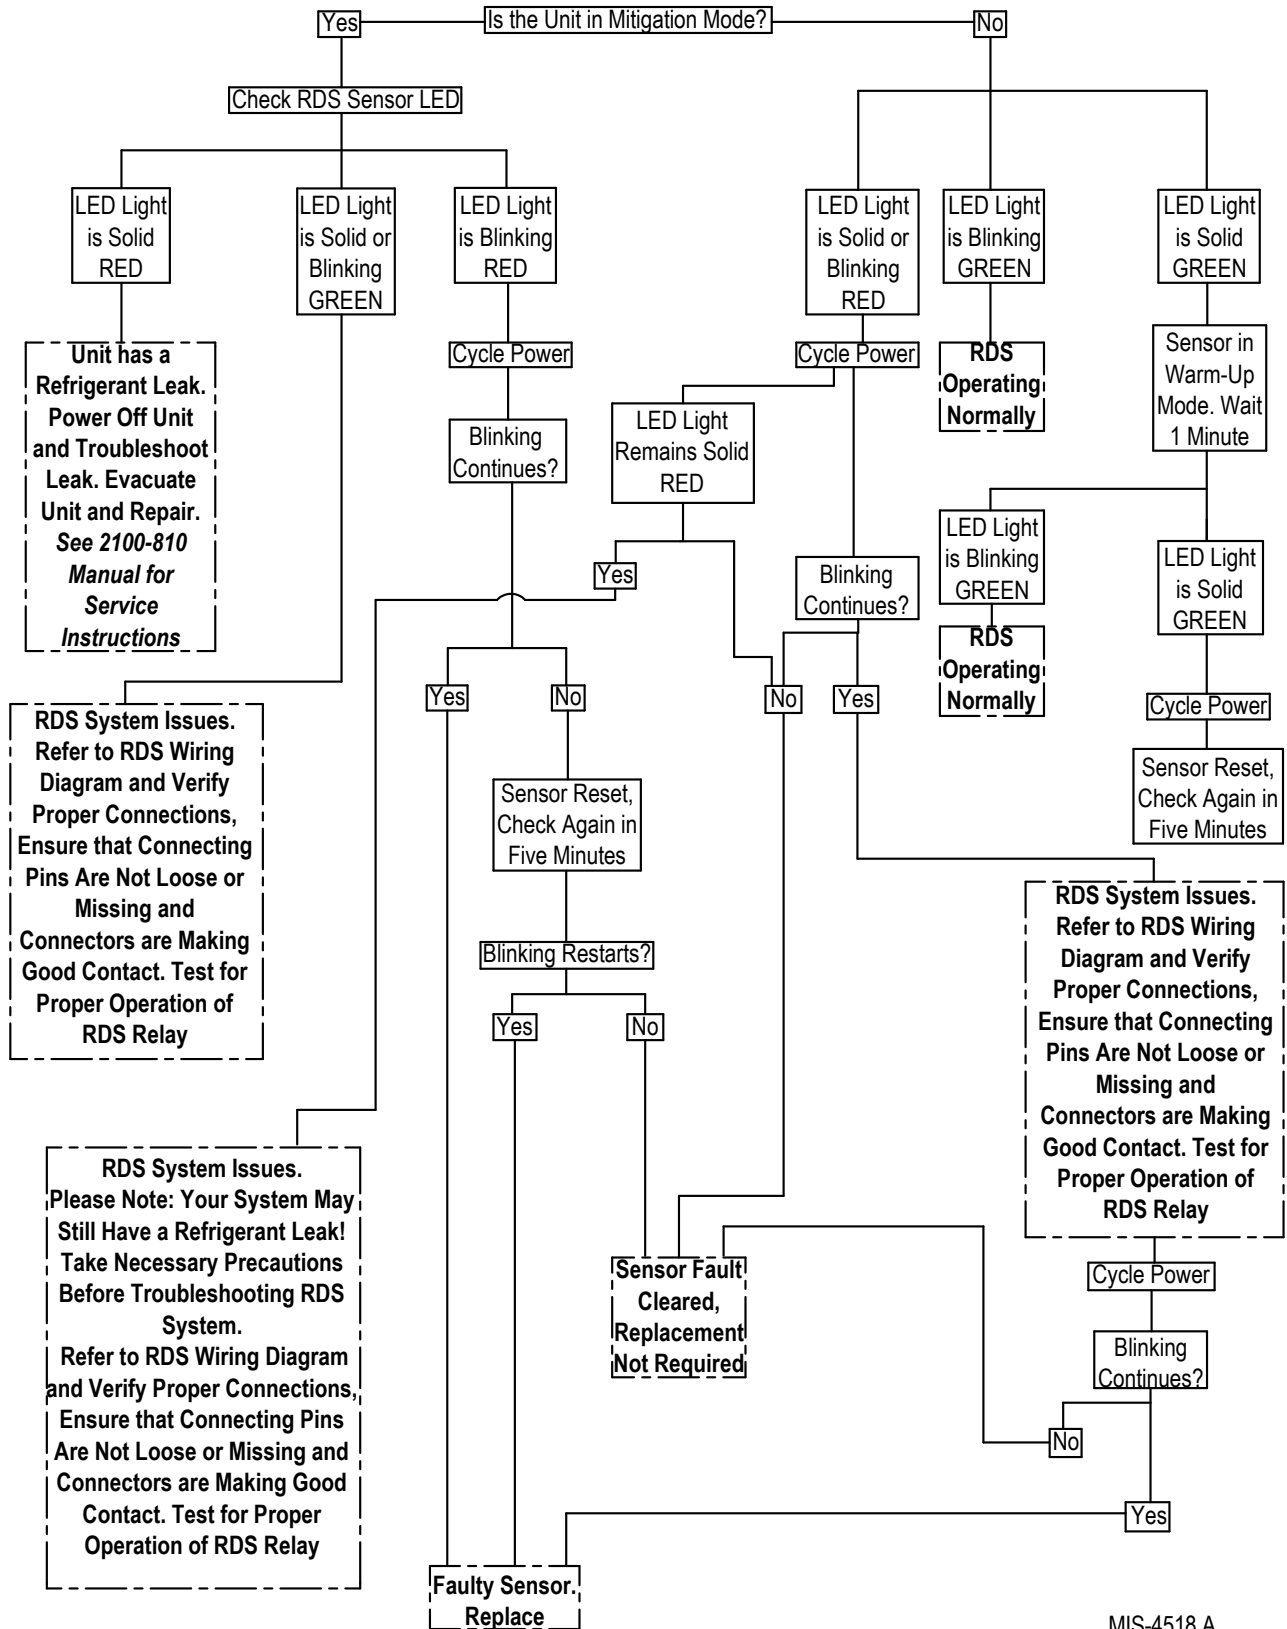 Is the Unit in Mitigation Mode?
Yes
No
Check RDS Sensor LED
LED Light
is Solid
RED
LED Light
is Solid or
Blinking
GREEN
LED Light
is Blinking
RED
LED Light
is Solid or
Blinking
RED
LED Light
is Blinking
GREEN
LED Light
is Solid
GREEN
Unit has a
Refrigerant Leak.
Power Off Unit
and Troubleshoot
Leak. Evacuate
Unit and Repair.
See 2100-810
Manual for
Service
Instructions
Cycle Power
Blinking
Continues?
Cycle Power
LED Light
Remains Solid
RED
RDS
Operating
Normally
Sensor in
Warm-Up
Mode. Wait
1 Minute
Yes
Blinking
Continues?
LED Light
is Blinking
GREEN
LED Light
is Solid
GREEN
RDS
Operating
Normally
Yes
No
No
Yes
Cycle Power
Sensor Reset,
Check Again in
Five Minutes
RDS System Issues.
Refer to RDS Wiring
Diagram and Verify
Proper Connections,
Ensure that Connecting
Pins Are Not Loose or
Missing and
Connectors are Making
Good Contact. Test for
Proper Operation of
RDS Relay
Sensor Reset,
Check Again in
Five Minutes
Blinking Restarts?
Yes
No
RDS System Issues.
Refer to RDS Wiring
Diagram and Verify
Proper Connections,
Ensure that Connecting
Pins Are Not Loose or
Missing and
Connectors are Making
Good Contact. Test for
Proper Operation of
RDS Relay
RDS System Issues.
Please Note: Your System May
Still Have a Refrigerant Leak!
Take Necessary Precautions
Before Troubleshooting RDS
System.
Refer to RDS Wiring Diagram
and Verify Proper Connections,
Ensure that Connecting Pins
Are Not Loose or Missing and
Connectors are Making Good
Contact. Test for Proper
Operation of RDS Relay
Sensor Fault
Cleared,
Replacement
Not Required
Cycle Power
Blinking
Continues?
No
Yes
Faulty Sensor.
Replace
MIS-4518 A